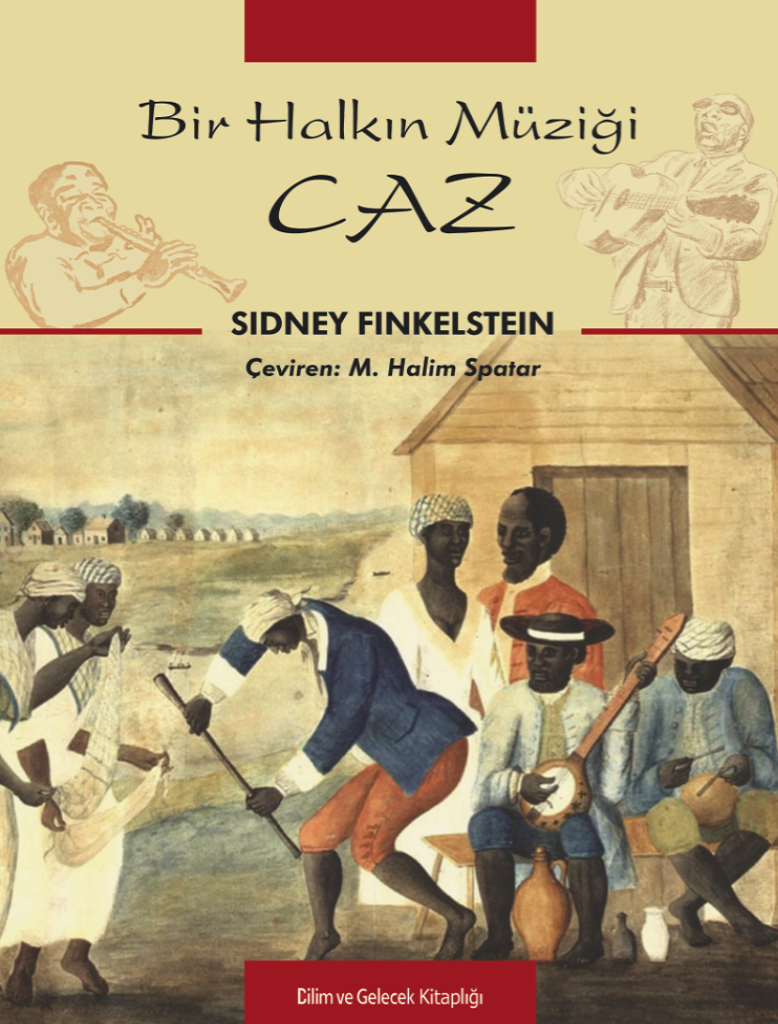 Bir Halkın Müziği
CAZ
SIDNEY FINKELSTEIN
Çeviren: M. Halim Spatar
Bilim ve Gelecek Kitaplığı